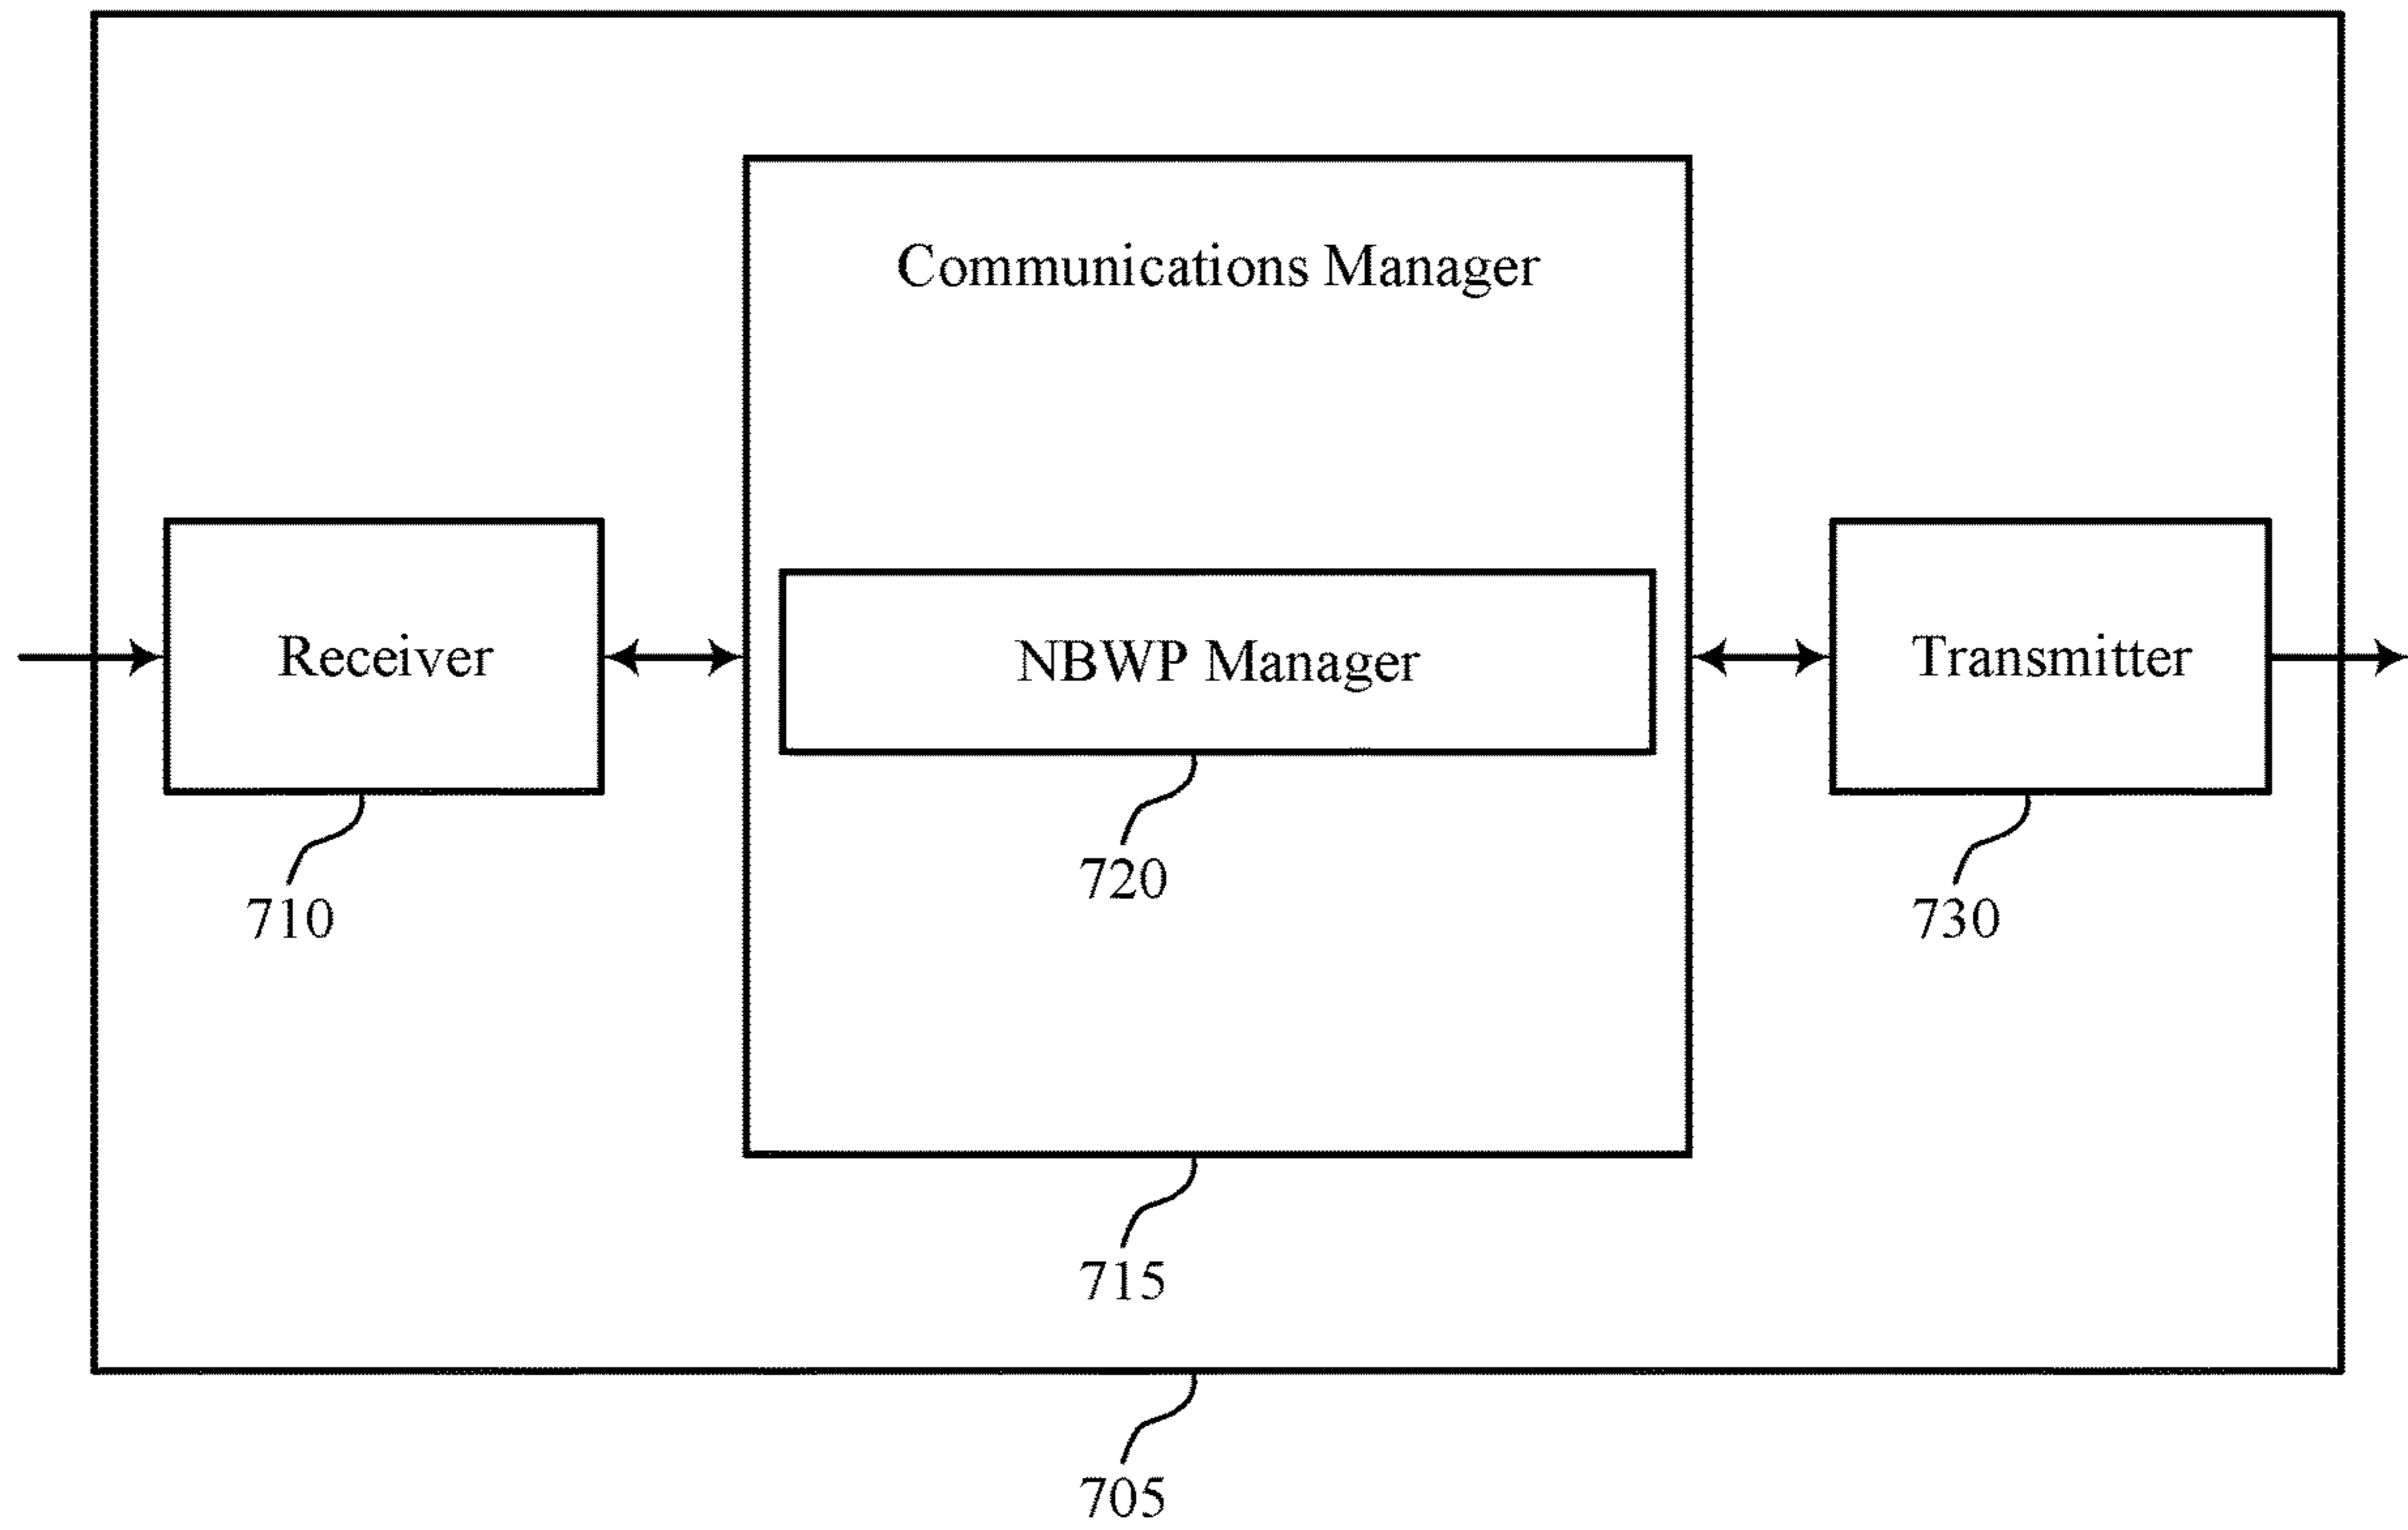 Communications Manager
Receiver
NBWP Manager
Transmitter
720
710
730
715
705